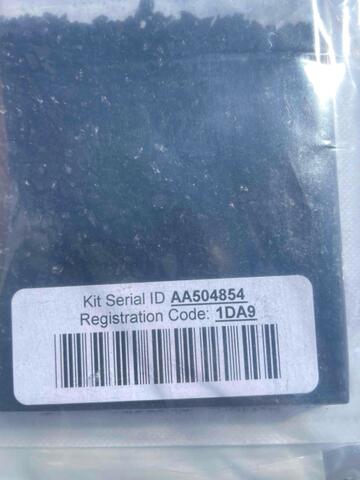 Kit Serial ID AA504854
Registration Code: 1DA9